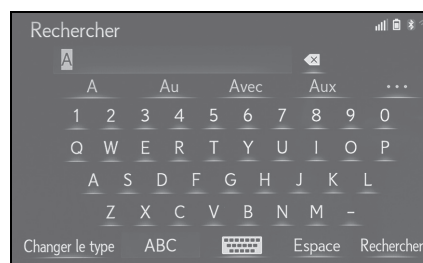 Rechercher
A
A Au Avec Aux ...
1 2 3 4 5 6 7 8 9 0
Q W E R T Y U I O P
A S D F G H J K L
Z X C V B N M -
Changer le type ABC Espace Rechercher